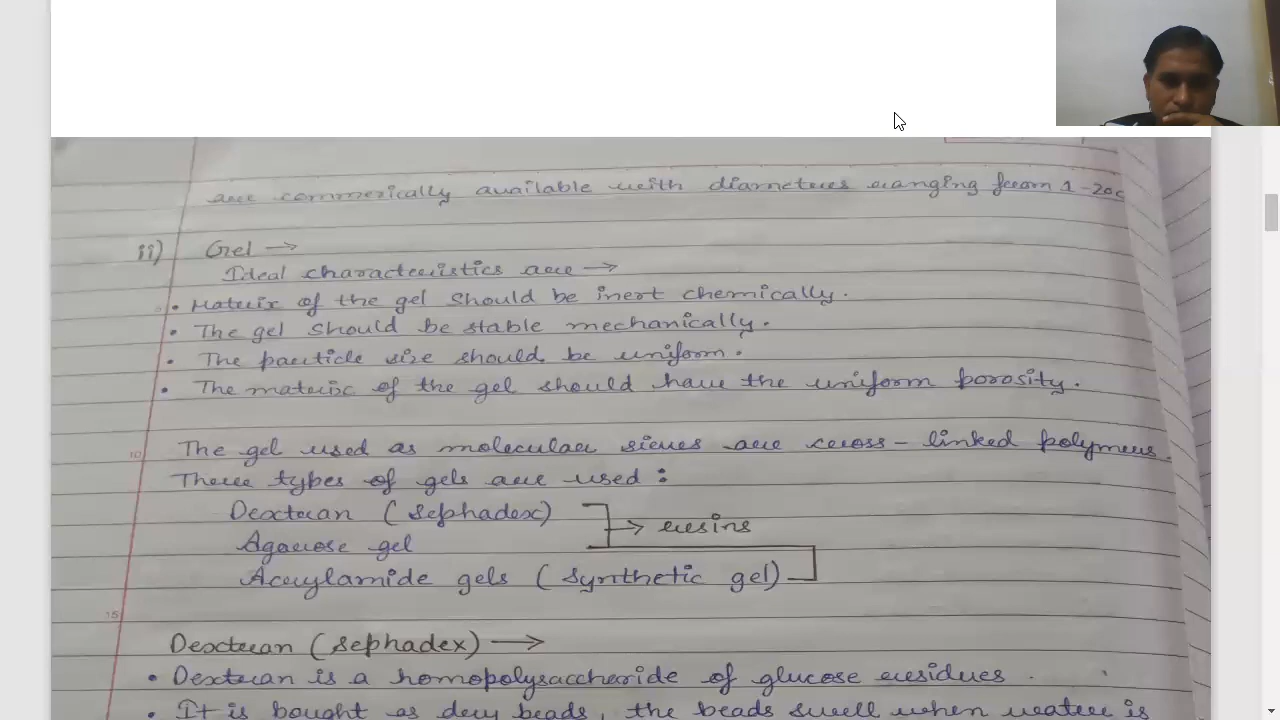 are commerically available with diameters ranging from 1-20c
ii) Gel →
Ideal characteristics are →
• Matrix of the gel should be inert chemically.
• The gel should be stable mechanically.
• The particle size should be uniform.
• The matrix of the gel should have the uniform porosity.
10
The gel used as molecular sieves are cross-linked polymers.
Three types of gels are used :
Dextran (Sephadex)
→ resins
Agarose gel
Acrylamide gels (Synthetic gel)
15
Dextran (Sephadex) →
• Dextran is a homopolysaccharide of glucose residues.
• It is bought as dry beads, the beads swell when water is